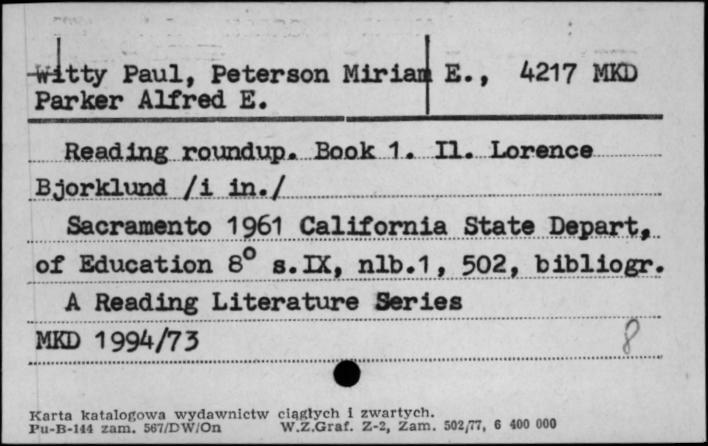 Witty Paul, Peterson Miriam E., 4217 MKD
Parker Alfred E.
Reading roundup. Book 1. Il. Lorence
Bjorklund /i in./
Sacramento 1961 California State Depart,
of Education 8° s.IX, nlb.1, 502, bibliogr.
A Reading Literature Series
MKD 1994/73 8
Karta katalogowa wydawnictw ciągłych i zwartych.
Pu-B-144 zam. 567/DW/On W.Z.Graf. Z-2, Zam. 502/77, 6 400 000